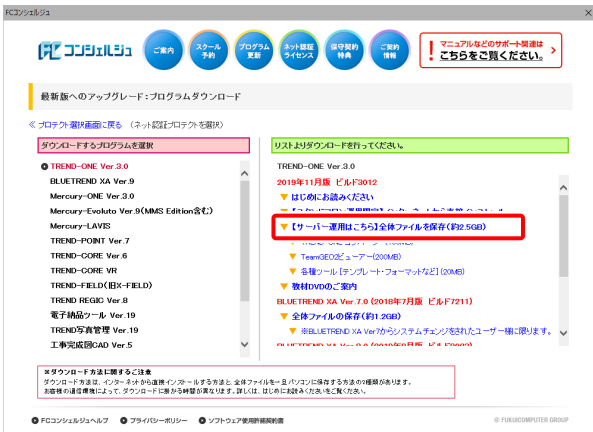 FCコンシェルジュ
FC コンシェルジュ
ご案内
スクール
予約
プログラム
更新
ネット認証
ライセンス
保守契約
特典
ご契約
情報
マニュアルなどのサポート関連は
こちらをご覧ください。
最新版へのアップグレード:プログラムダウンロード
≪ プロテクト選択画面に戻る (ネット認証プロテクトを選択)
ダウンロードするプログラムを選択
TREND-ONE Ver.3.0
BLUETREND XA Ver.9
Mercury-ONE Ver.3.0
Mercury-Evoluto Ver.9(MMS Edition含む)
Mercury-LAVIS
TREND-POINT Ver.7
TREND-CORE Ver.6
TREND-CORE VR
TREND-FIELD(旧X-FIELD)
TREND REGIC Ver.8
電子納品ツール Ver.19
TREND写真管理 Ver.19
工事完成図CAD Ver.5
リストよりダウンロードを行ってください。
TREND-ONE Ver.3.0
2019年11月版 ビルド3012
▼ はじめにお読みください
▼ 【サーバー運用はこちら】全体ファイルを保存(約2.5GB)
▼ TeamGEO2ビューアー(200MB)
▼ 各種ツール [テンプレート・フォーマットなど] (20MB)
▼ 教材DVDのご案内
BLUETREND XA Ver.7.0 (2018年7月版 ビルド7211)
▼ 全体ファイルの保存(約1.2GB)
▼ ※BLUETREND XA Ver7からシステムチェンジをされたユーザー様に限ります。
※ダウンロード方法に関するご注意
ダウンロード方法は、インターネットから直接インストールする方法と、全体ファイルを一旦パソコンに保存する方法の2種類があります。
お客様の通信環境によって、ダウンロードに掛かる時間が異なります。詳しくは、はじめにお読みくださいをご覧ください。
FCコンシェルジュヘルプ
プライバシーポリシー
ソフトウェア使用許諾契約書
© FUKUICOMPUTER GROUP